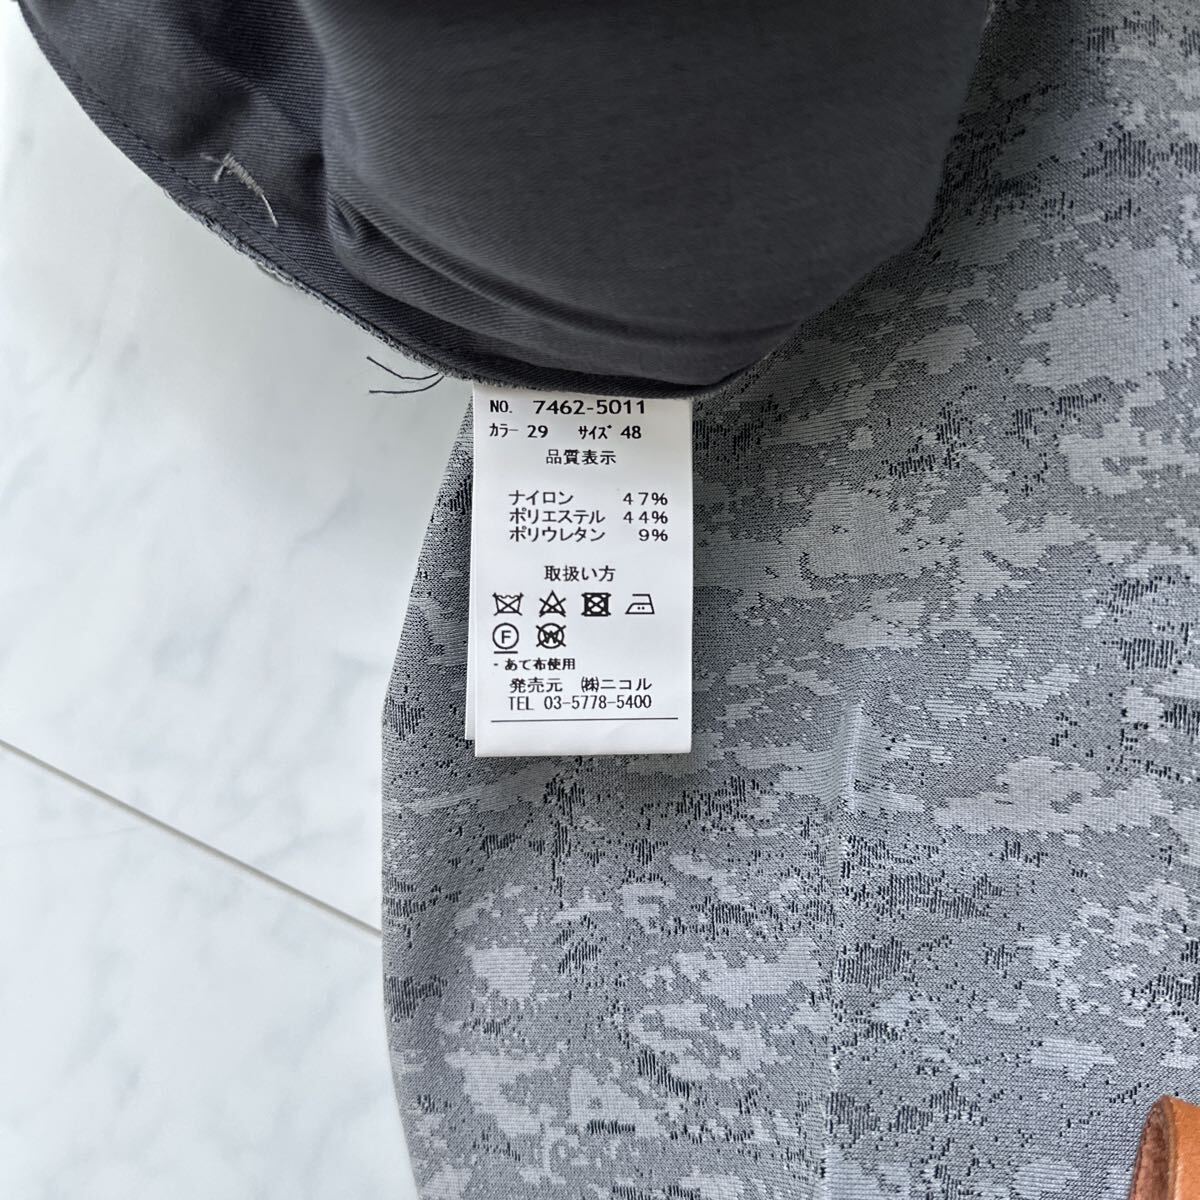 NO. 7462-5011
カラー 29 サイズ 48
品質表示
ナイロン 47%
ポリエステル 44%
ポリウレタン 9%
取扱い方
F W
・あて布使用
発売元 ㈱ニコル
TEL 03-5778-5400